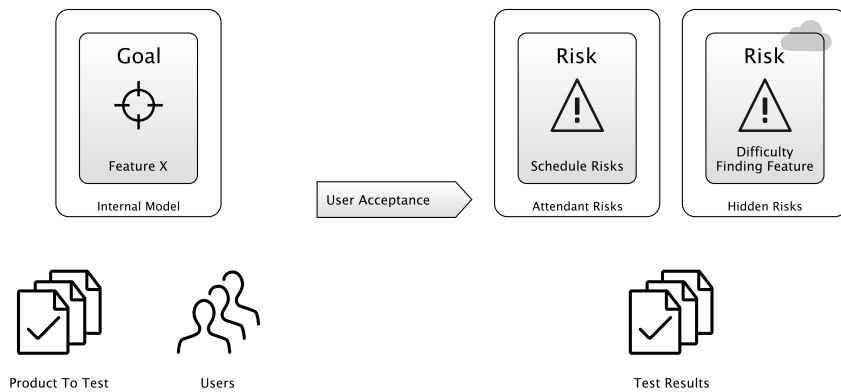 Goal
Feature X
Internal Model
User Acceptance
Risk
Schedule Risks
Attendant Risks
Risk
Difficulty
Finding Feature
Hidden Risks
Product To Test
Users
Test Results